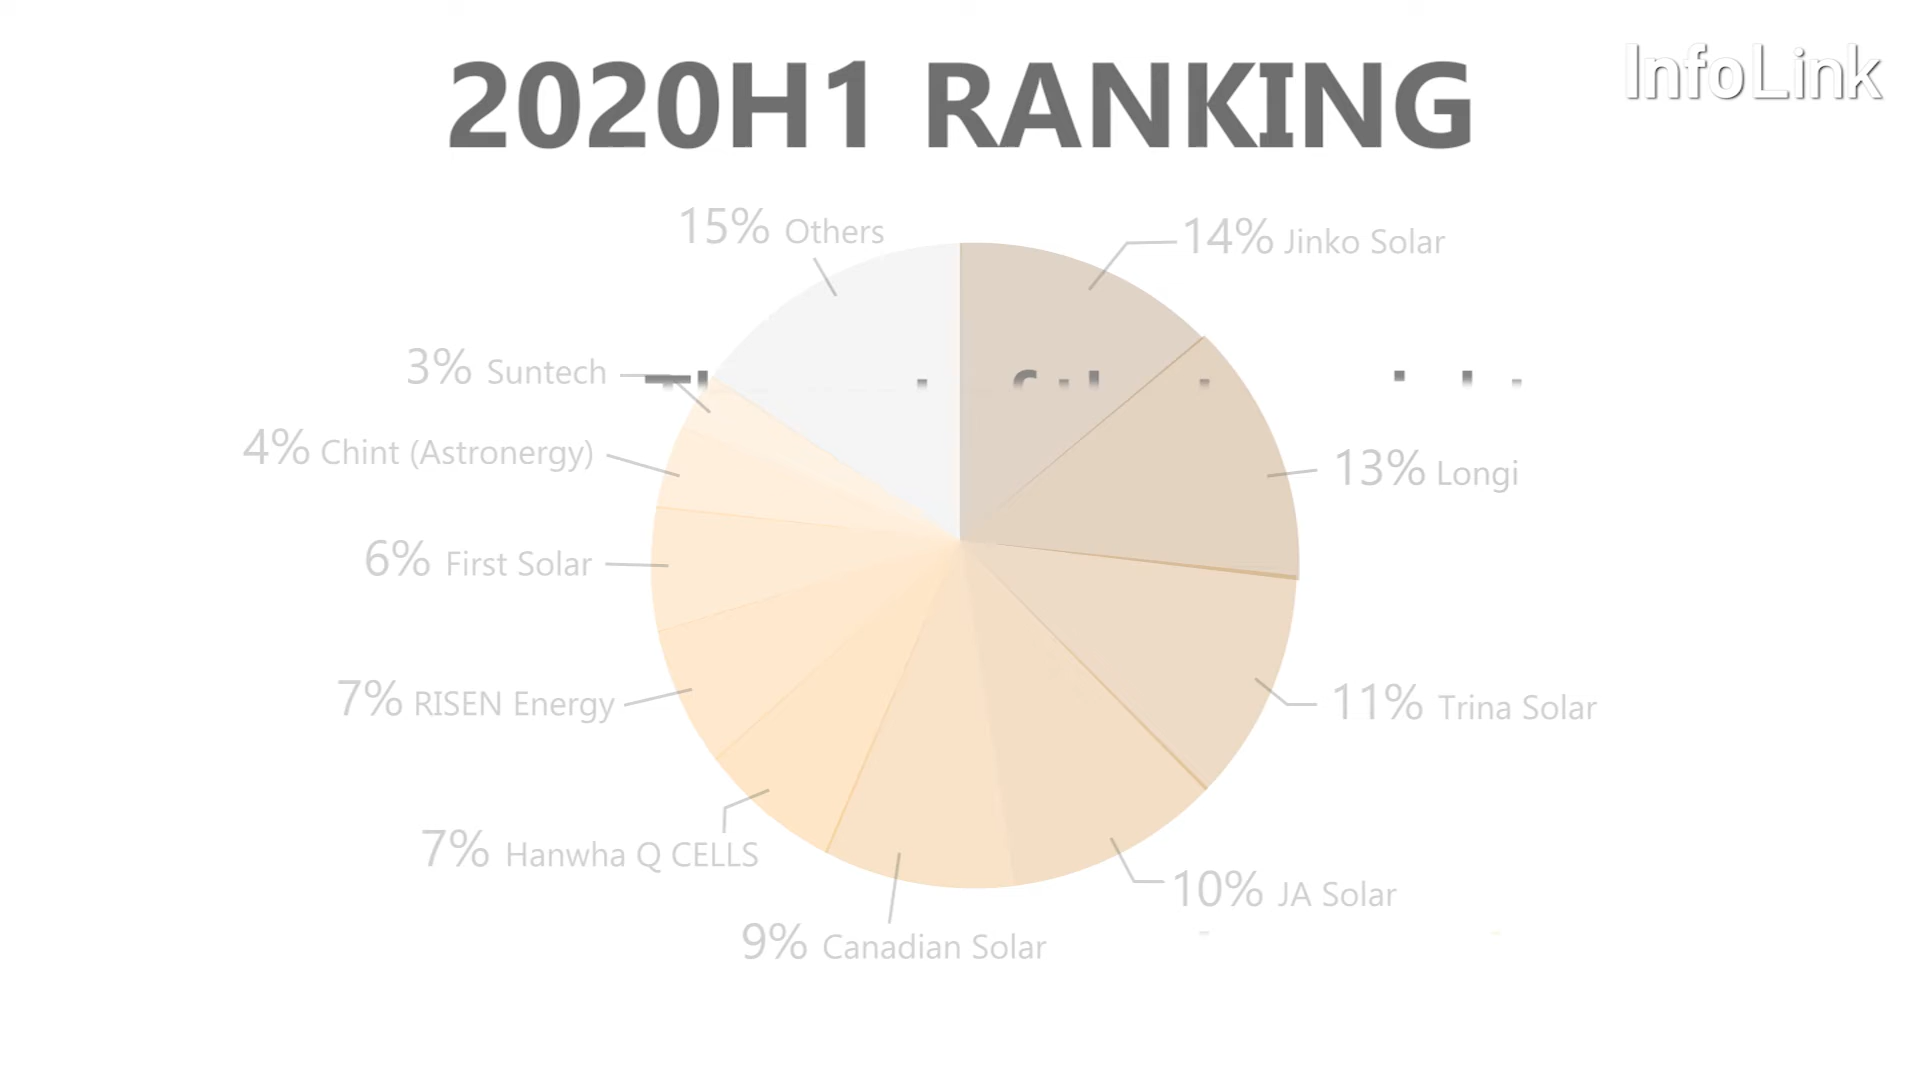 2020H1 RANKING
InfoLink
15% Others
14% Jinko Solar
3% Suntech
4% Chint (Astronergy)
13% Longi
6% First Solar
7% RISEN Energy
11% Trina Solar
7% Hanwha Q CELLS
10% JA Solar
9% Canadian Solar